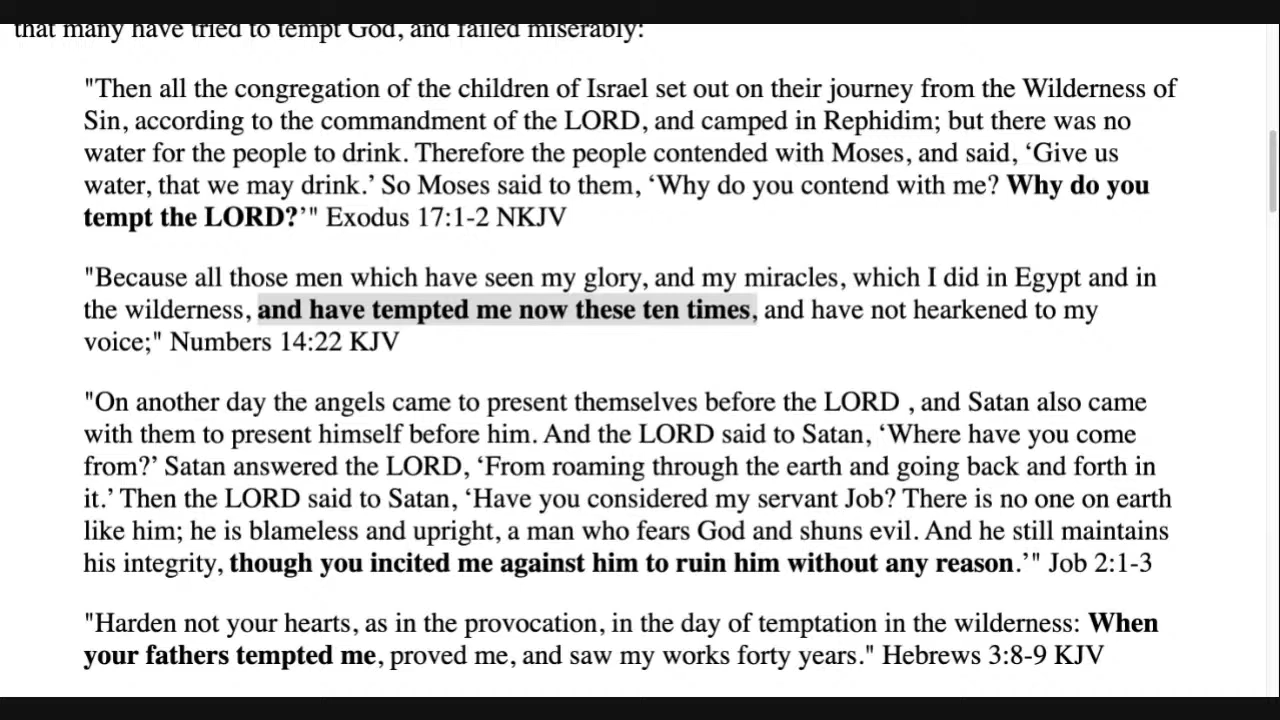 that many have tried to tempt God, and failed miserably:
"Then all the congregation of the children of Israel set out on their journey from the Wilderness of
Sin, according to the commandment of the LORD, and camped in Rephidim; but there was no
water for the people to drink. Therefore the people contended with Moses, and said, ‘Give us
water, that we may drink.’ So Moses said to them, ‘Why do you contend with me? Why do you
tempt the LORD?’" Exodus 17:1-2 NKJV
"Because all those men which have seen my glory, and my miracles, which I did in Egypt and in
the wilderness, and have tempted me now these ten times, and have not hearkened to my
voice;" Numbers 14:22 KJV
"On another day the angels came to present themselves before the LORD , and Satan also came
with them to present himself before him. And the LORD said to Satan, ‘Where have you come
from?’ Satan answered the LORD, ‘From roaming through the earth and going back and forth in
it.’ Then the LORD said to Satan, ‘Have you considered my servant Job? There is no one on earth
like him; he is blameless and upright, a man who fears God and shuns evil. And he still maintains
his integrity, though you incited me against him to ruin him without any reason.’" Job 2:1-3
"Harden not your hearts, as in the provocation, in the day of temptation in the wilderness: When
your fathers tempted me, proved me, and saw my works forty years." Hebrews 3:8-9 KJV